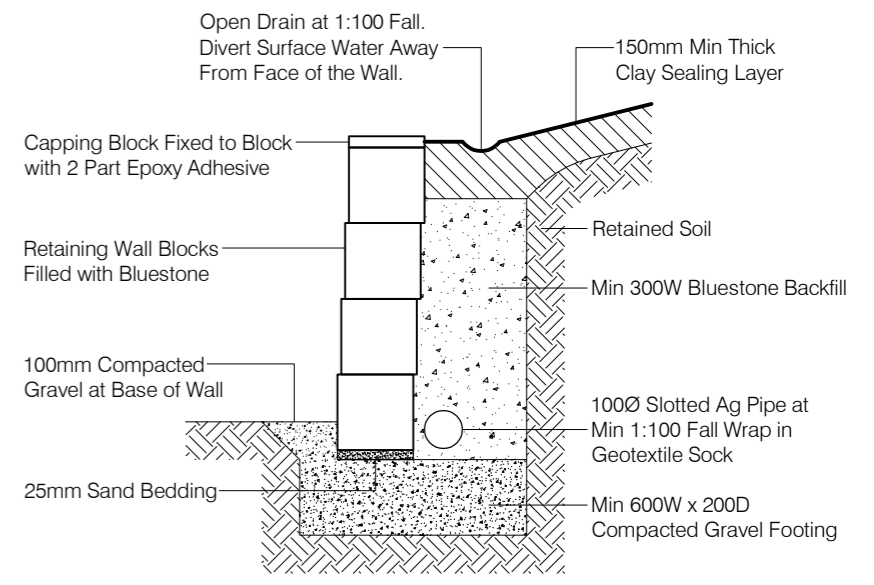 Open Drain at 1:100 Fall.
Divert Surface Water Away
From Face of the Wall.
150mm Min Thick
Clay Sealing Layer
Capping Block Fixed to Block
with 2 Part Epoxy Adhesive
Retained Soil
Retaining Wall Blocks
Filled with Bluestone
Min 300W Bluestone Backfill
100mm Compacted
Gravel at Base of Wall
100Ø Slotted Ag Pipe at
Min 1:100 Fall Wrap in
Geotextile Sock
25mm Sand Bedding
Min 600W x 200D
Compacted Gravel Footing